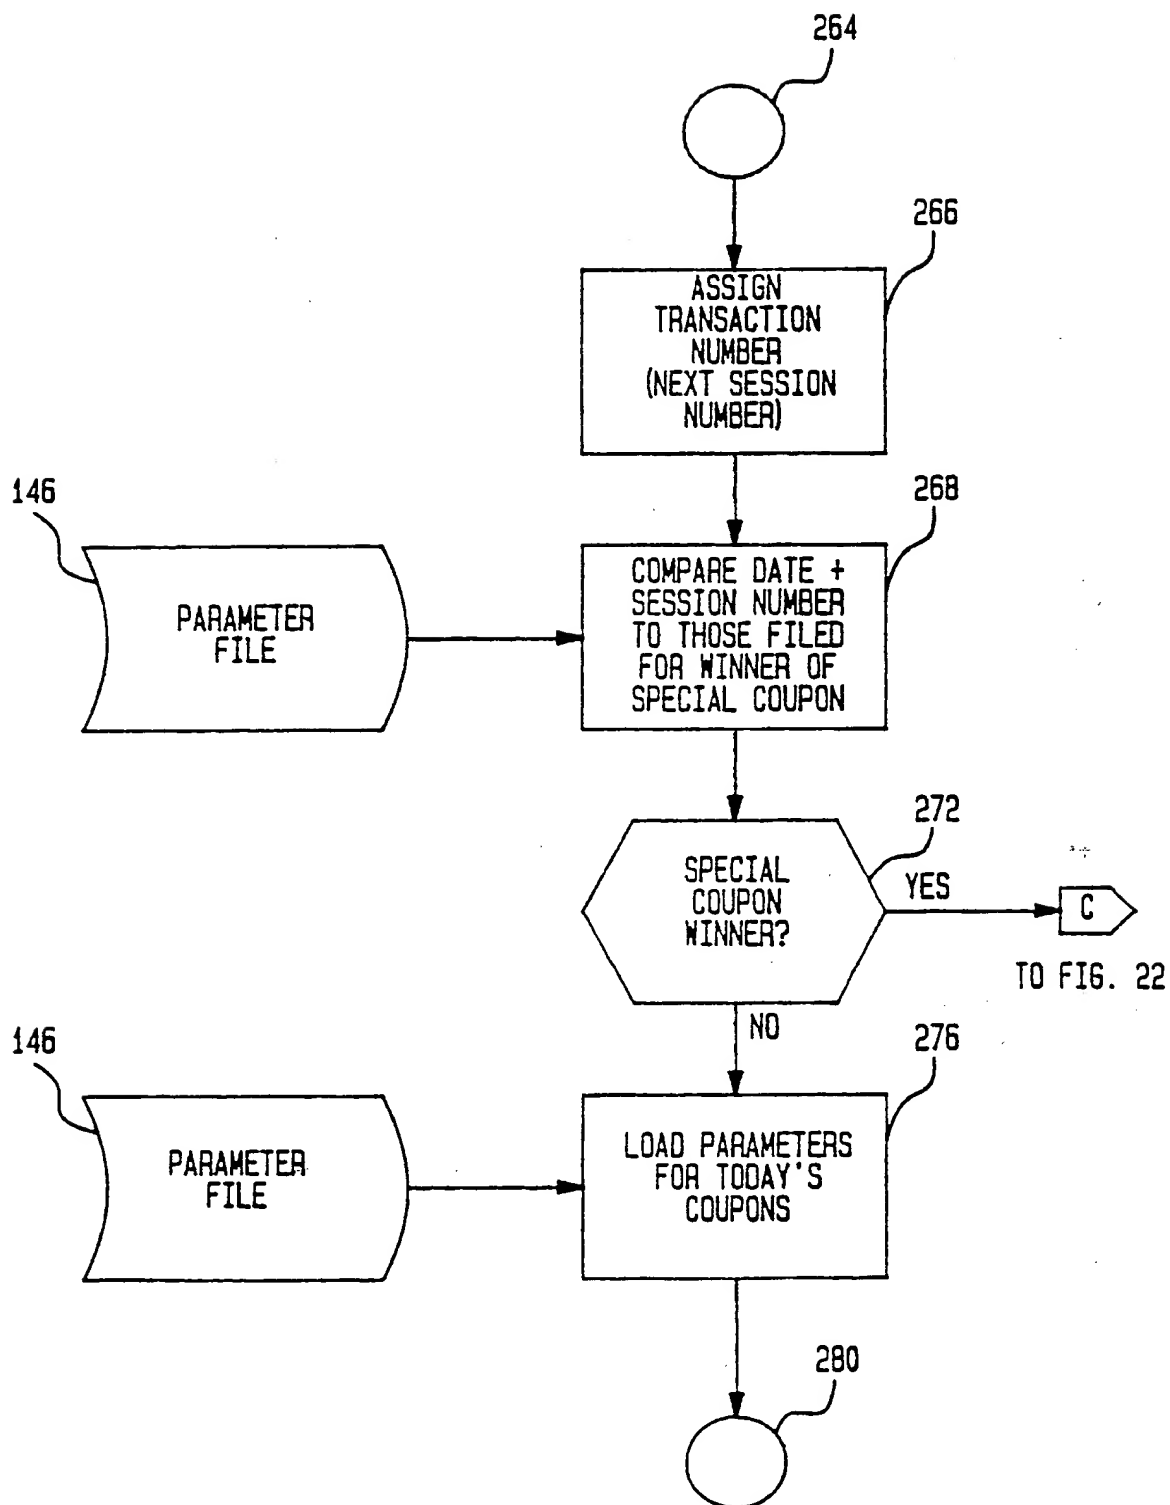 264
266
ASSIGN
TRANSACTION
NUMBER
(NEXT SESSION
NUMBER)
146
268
PARAMETER
FILE
COMPARE DATE +
SESSION NUMBER
TO THOSE FILED
FOR WINNER OF
SPECIAL COUPON
272
SPECIAL
COUPON
WINNER?
YES
C
TO FIG. 22
NO
146
276
PARAMETER
FILE
LOAD PARAMETERS
FOR TODAY'S
COUPONS
280